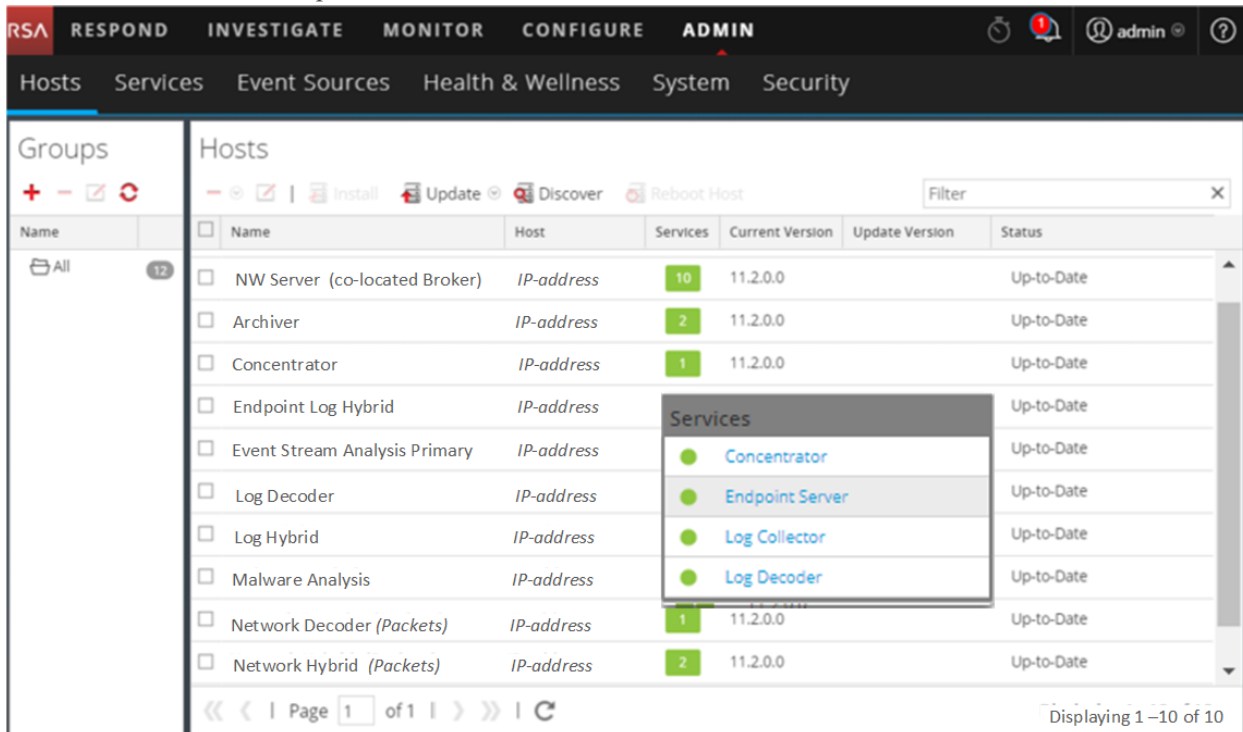 RSA RESPOND INVESTIGATE MONITOR CONFIGURE ADMIN 1 admin ?
Hosts Services Event Sources Health & Wellness System Security
Groups
Name
All 12
Hosts
Install Update Discover Reboot Host Filter
Name Host Services Current Version Update Version Status
NW Server (co-located Broker) IP-address 10 11.2.0.0 Up-to-Date
Archiver IP-address 2 11.2.0.0 Up-to-Date
Concentrator IP-address 1 11.2.0.0 Up-to-Date
Endpoint Log Hybrid IP-address Up-to-Date
Event Stream Analysis Primary IP-address Up-to-Date
Log Decoder IP-address Up-to-Date
Log Hybrid IP-address Up-to-Date
Malware Analysis IP-address Up-to-Date
Network Decoder (Packets) IP-address 1 11.2.0.0 Up-to-Date
Network Hybrid (Packets) IP-address 2 11.2.0.0 Up-to-Date
Services
Concentrator
Endpoint Server
Log Collector
Log Decoder
Page 1 of 1
Displaying 1 –10 of 10